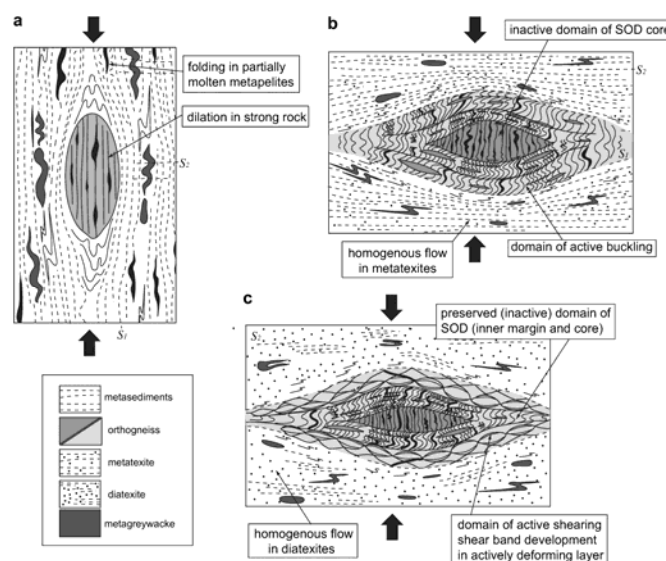 a
folding in partially
molten metapelites
dilation in strong rock
S2
S1
b
inactive domain of SOD core
S2
S1
homogenous flow
in metatexites
domain of active buckling
c
preserved (inactive) domain of
SOD (inner margin and core)
homogenous flow
in diatexites
domain of active shearing
shear band development
in actively deforming layer
metasediments
orthogneiss
metatexite
diatexite
metagreywacke